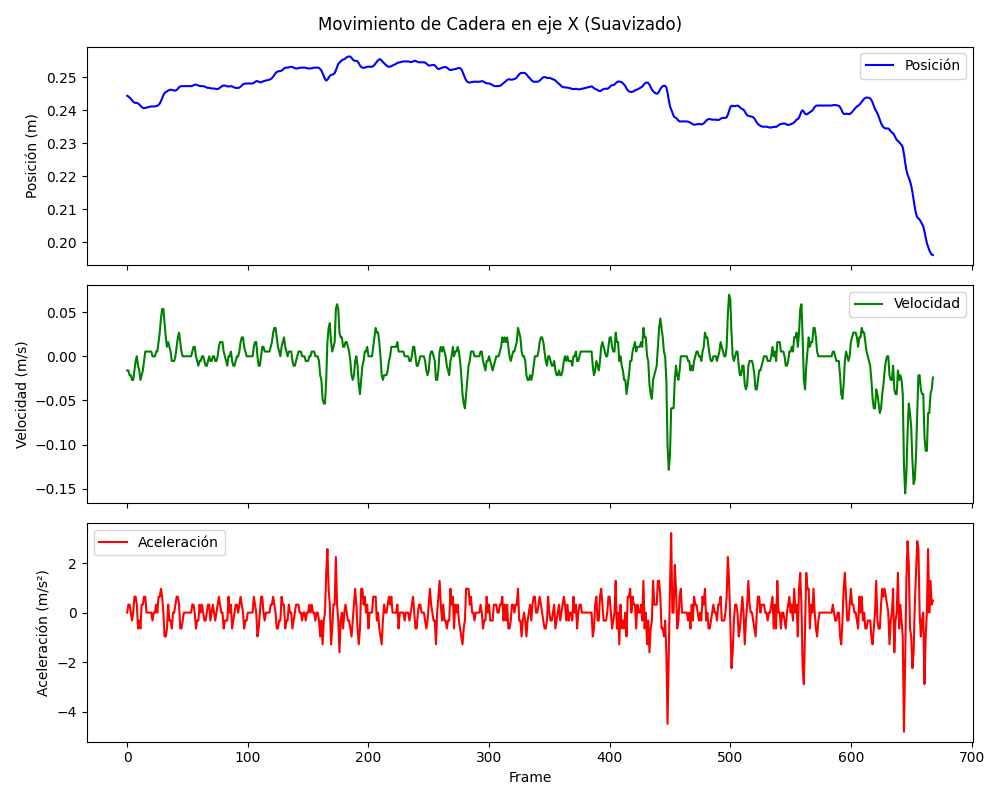 Movimiento de Cadera en eje X (Suavizado)
Posición (m)
0.25
0.24
0.23
0.22
0.21
0.20
Posición
Velocidad (m/s)
0.05
0.00
−0.05
−0.10
−0.15
Velocidad
Aceleración (m/s²)
2
0
−2
−4
Aceleración
0 100 200 300 400 500 600 700
Frame